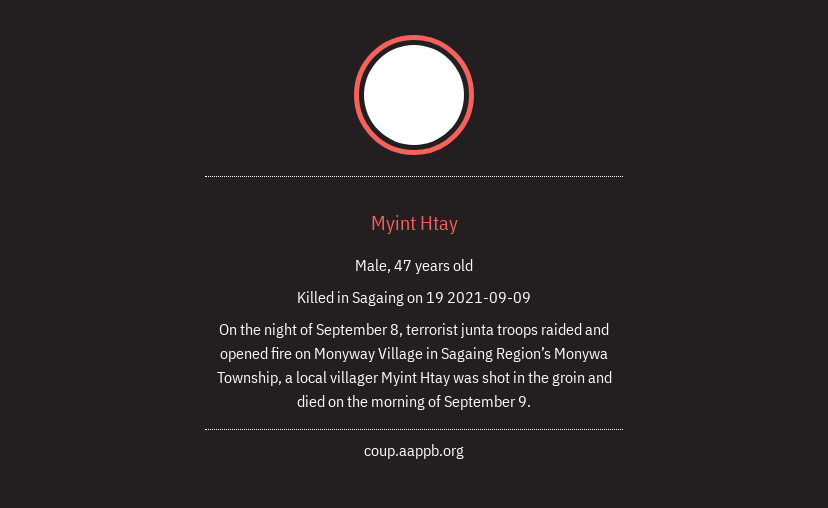 Myint Htay
Male, 47 years old
Killed in Sagaing on 19 2021-09-09
On the night of September 8, terrorist junta troops raided and
opened fire on Monyway Village in Sagaing Region’s Monywa
Township, a local villager Myint Htay was shot in the groin and
died on the morning of September 9.
coup.aappb.org